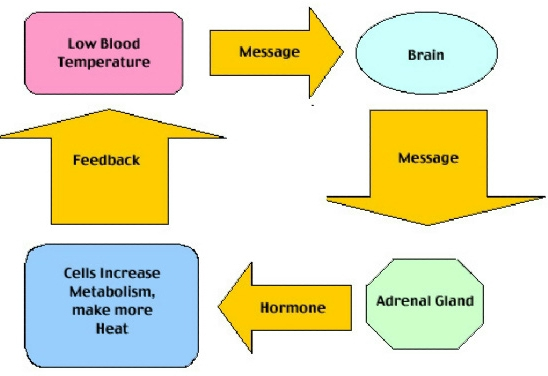 Low Blood
Temperature
Message
Brain
Feedback
Message
Cells Increase
Metabolism,
make more
Heat
Hormone
Adrenal Gland